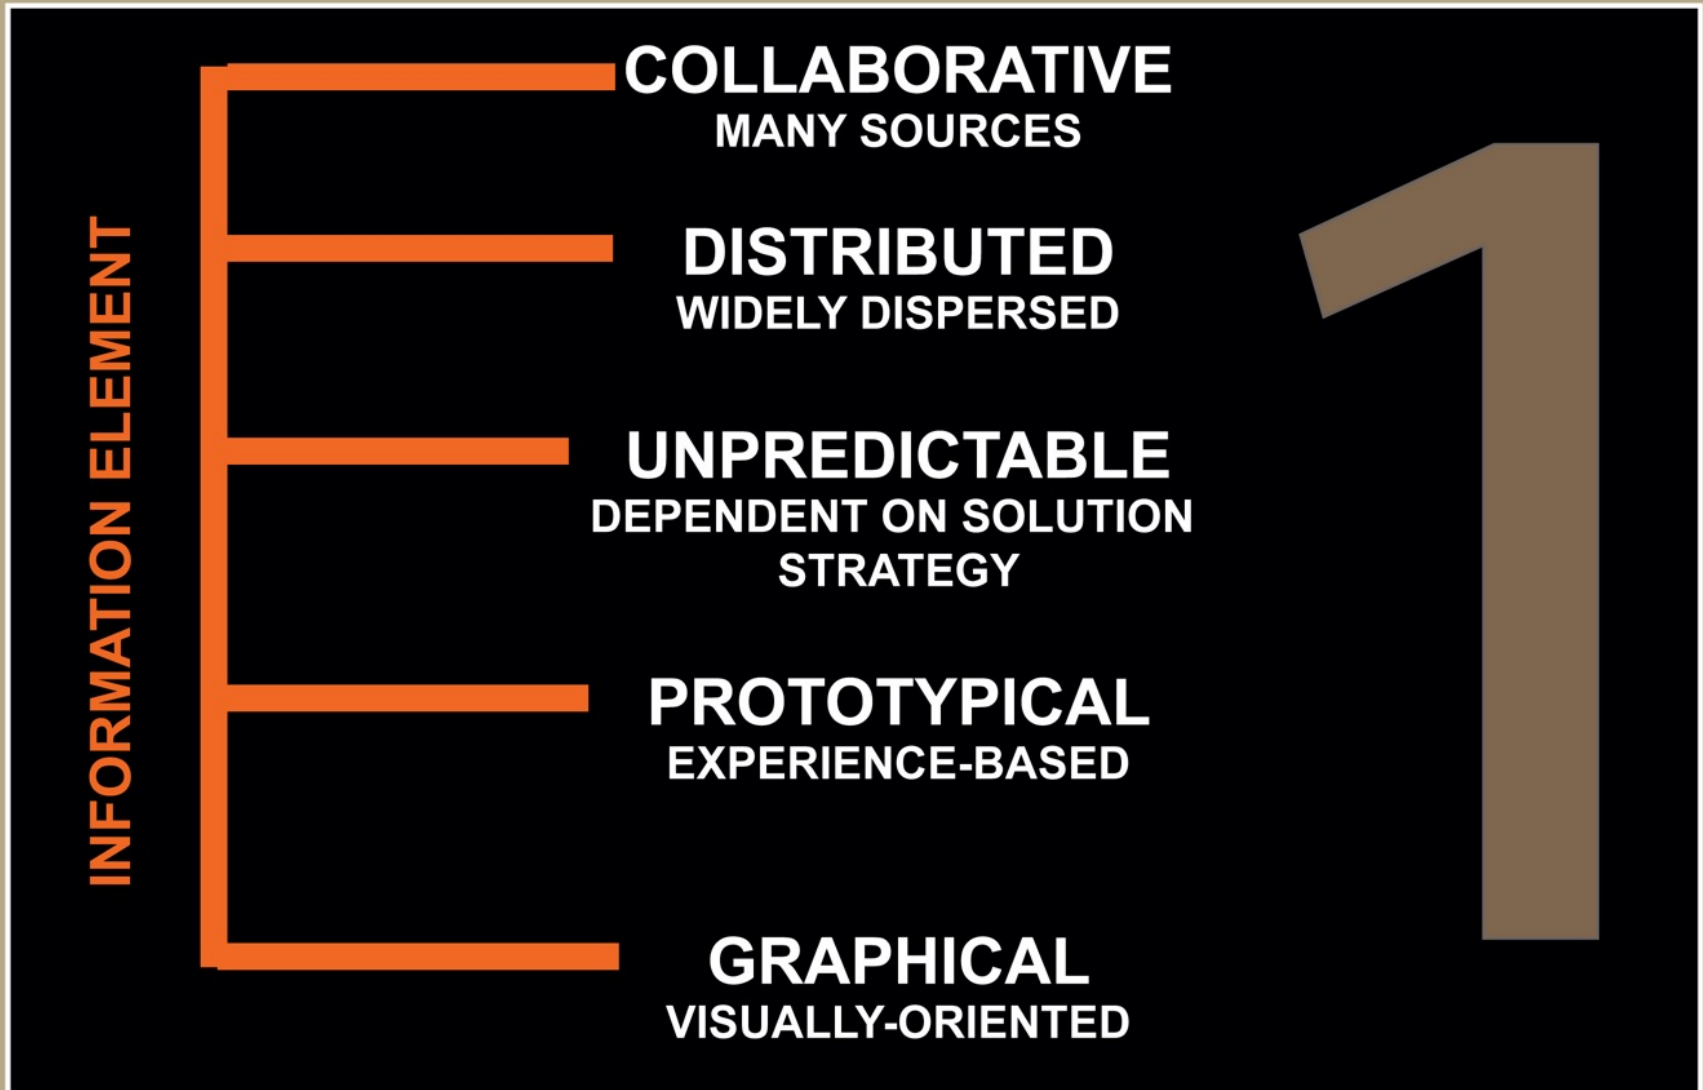 INFORMATION ELEMENT
COLLABORATIVE
MANY SOURCES
DISTRIBUTED
WIDELY DISPERSED
UNPREDICTABLE
DEPENDENT ON SOLUTION
STRATEGY
PROTOTYPICAL
EXPERIENCE-BASED
GRAPHICAL
VISUALLY-ORIENTED
1